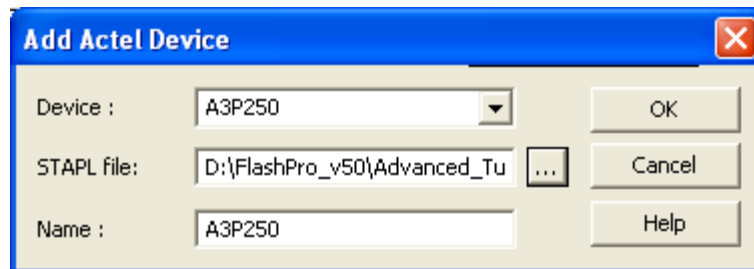 Add Actel Device
Device : A3P250 OK
STAPL file: D:\FlashPro_v50\Advanced_Tu ... Cancel
Name : A3P250 Help